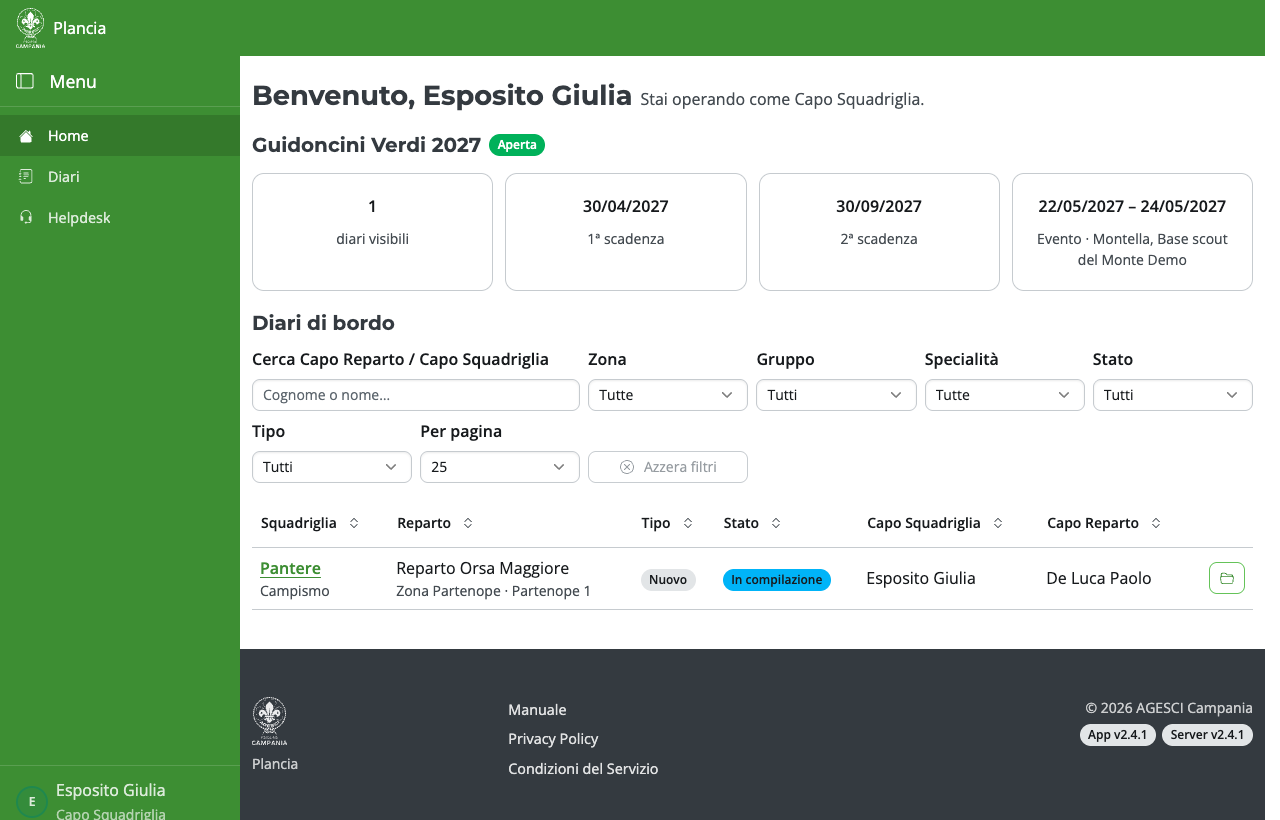 Plancia
CAMPANIA
Menu
Home
Diari
Helpdesk
Benvenuto, Esposito Giulia Stai operando come Capo Squadriglia.
Guidoncini Verdi 2027 Aperta
1
diari visibili
30/04/2027
1ª scadenza
30/09/2027
2ª scadenza
22/05/2027 – 24/05/2027
Evento · Montella, Base scout
del Monte Demo
Diari di bordo
Cerca Capo Reparto / Capo Squadriglia
Cognome o nome...
Zona
Tutte
Gruppo
Tutti
Specialità
Tutte
Stato
Tutti
Tipo
Tutti
Per pagina
25
Azzera filtri
Squadriglia Reparto Tipo Stato Capo Squadriglia Capo Reparto
Pantere
Campismo
Reparto Orsa Maggiore
Zona Partenope · Partenope 1
Nuovo
In compilazione
Esposito Giulia
De Luca Paolo
CAMPANIA
Plancia
Manuale
Privacy Policy
Condizioni del Servizio
© 2026 AGESCI Campania
App v2.4.1 Server v2.4.1
E
Esposito Giulia
Capo Squadriglia